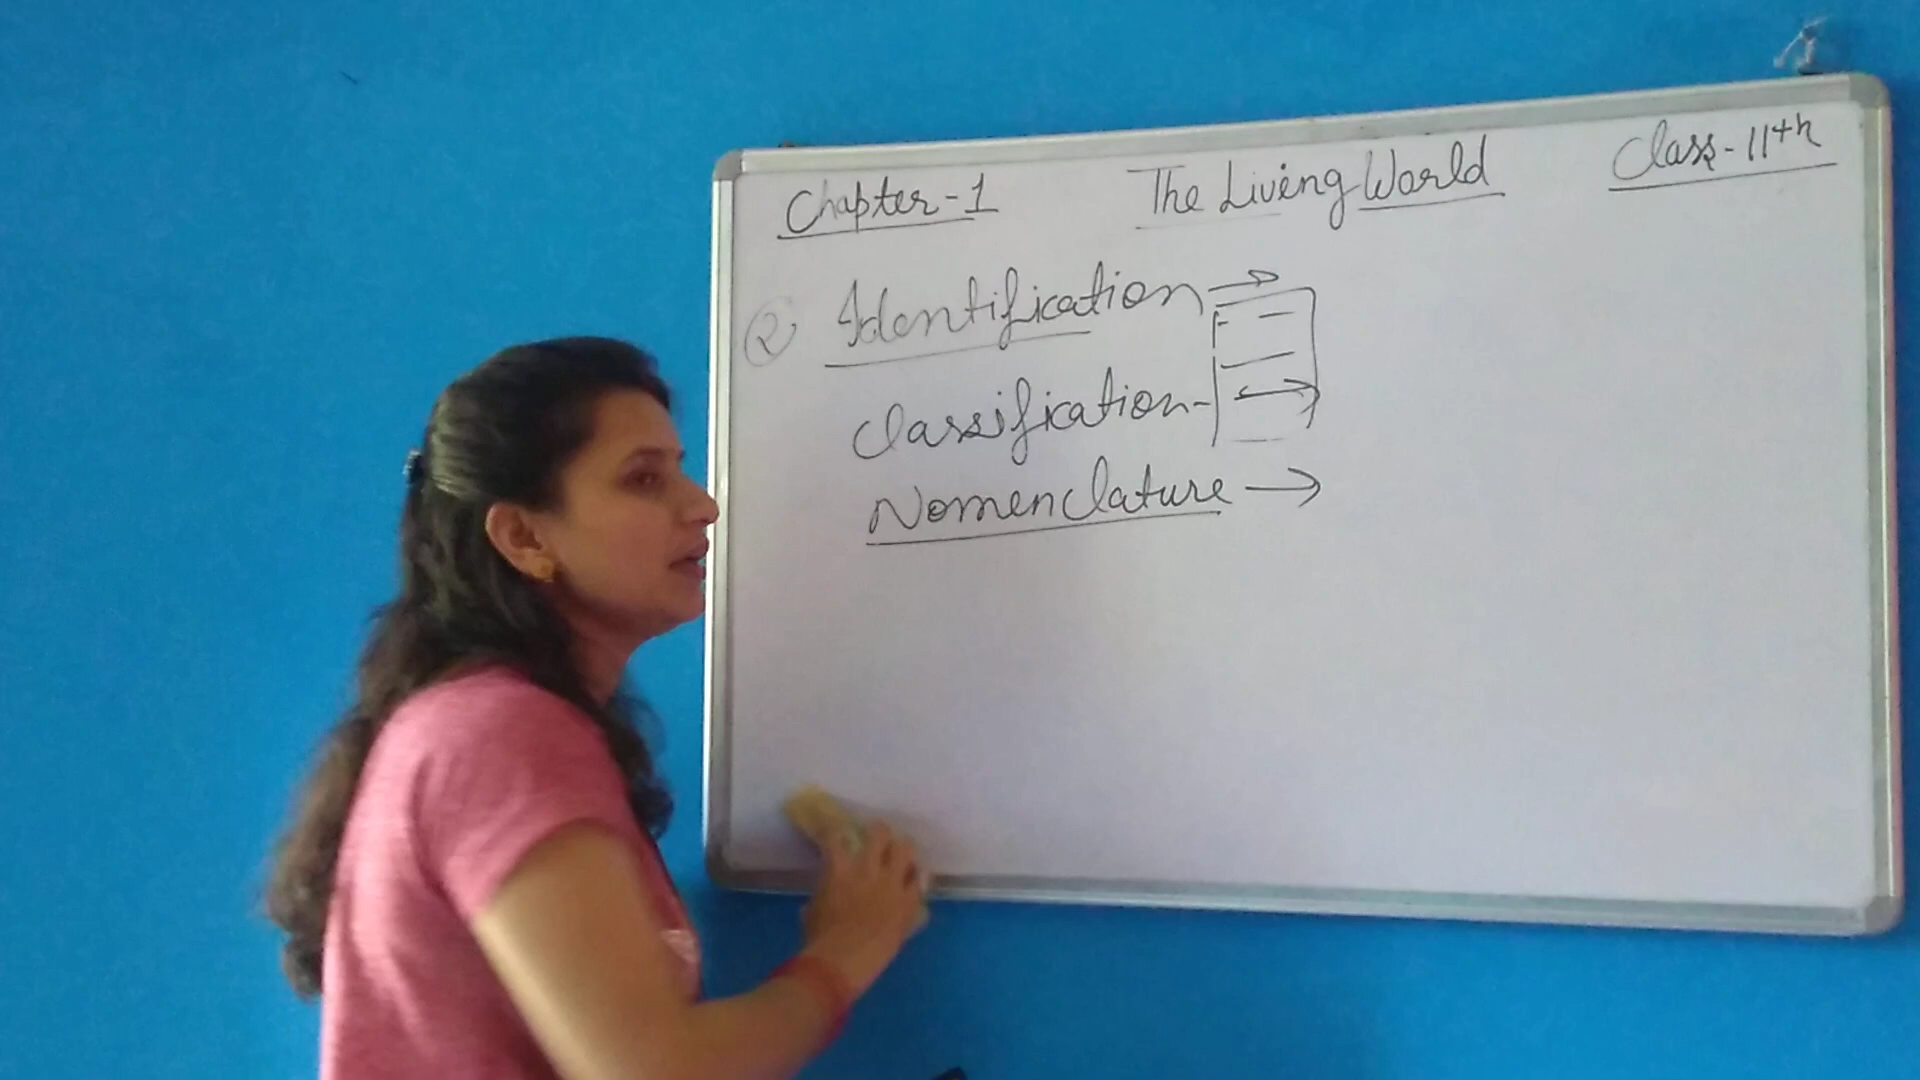 Chapter-1 The Living World Class-11th
2 Identification →
Classification- →
Nomenclature →